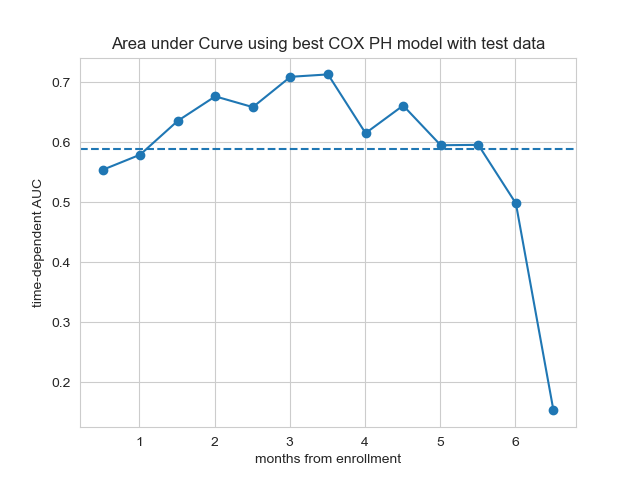 Area under Curve using best COX PH model with test data
time-dependent AUC
0.7
0.6
0.5
0.4
0.3
0.2
1 2 3 4 5 6
months from enrollment